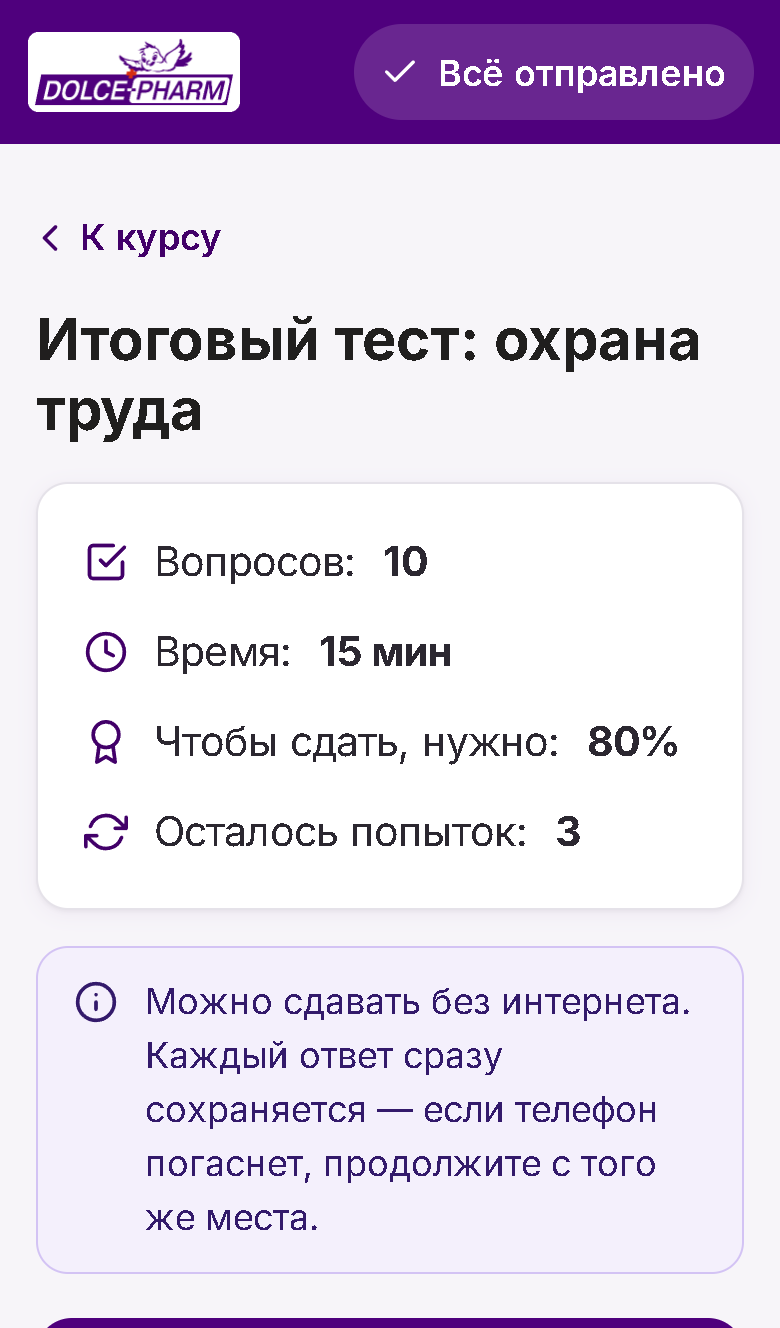 DOLCE-PHARM
Всё отправлено
К курсу
Итоговый тест: охрана
труда
Вопросов: 10
Время: 15 мин
Чтобы сдать, нужно: 80%
Осталось попыток: 3
Можно сдавать без интернета.
Каждый ответ сразу
сохраняется — если телефон
погаснет, продолжите с того
же места.